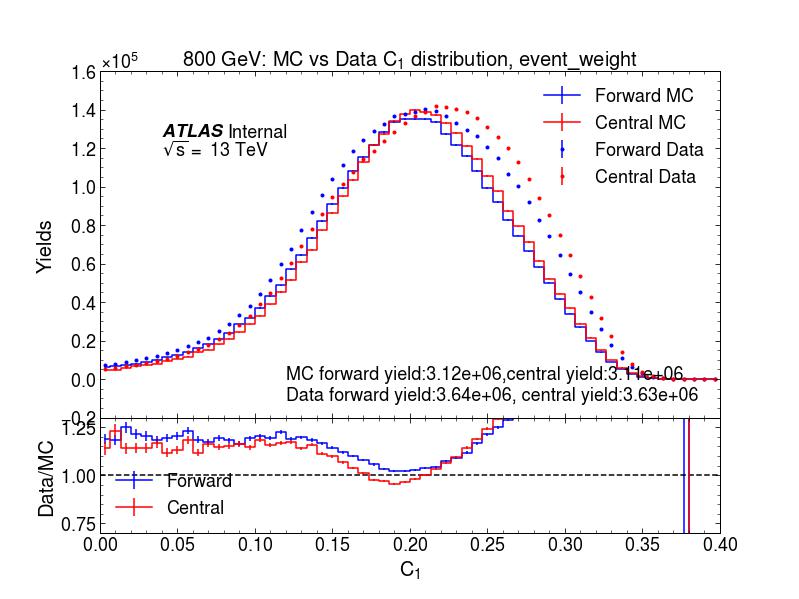 ×10⁵
800 GeV: MC vs Data C₁ distribution, event_weight
1.6
1.4
1.2
1.0
0.8
0.6
0.4
0.2
0.0
0.2
Yields
ATLAS Internal
√s = 13 TeV
Forward MC
Central MC
Forward Data
Central Data
MC forward yield:3.12e+06,central yield:3.11e+06
Data forward yield:3.64e+06, central yield:3.63e+06
1.25
1.00
0.75
Data/MC
Forward
Central
0.00 0.05 0.10 0.15 0.20 0.25 0.30 0.35 0.40
C₁